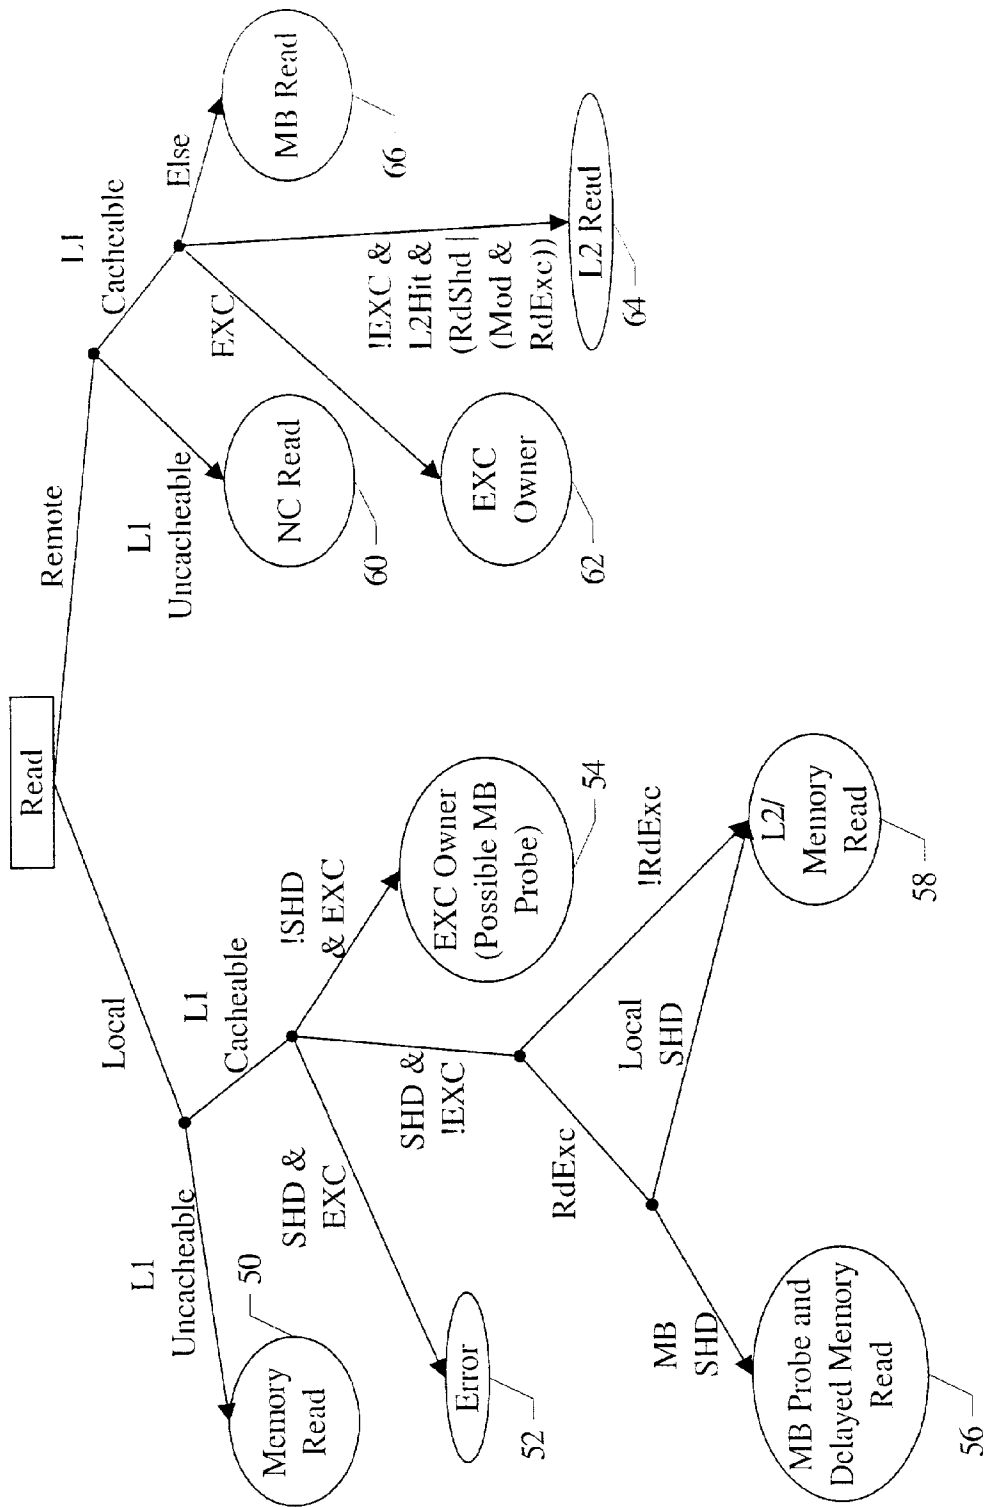 Read
Local
Remote
L1
Uncacheable
L1
Cacheable
Memory
Read
50
SHD &
EXC
Error
52
SHD &
!EXC
!SHD
& EXC
EXC Owner
(Possible MB
Probe)
54
RdExc
!RdExc
MB
SHD
Local
SHD
MB Probe and
Delayed Memory
Read
56
L2/
Memory
Read
58
L1
Uncacheable
L1
Cacheable
NC Read
60
EXC
EXC
Owner
62
!EXC &
L2Hit &
(RdShd |
(Mod &
RdExc))
L2 Read
64
Else
MB Read
66